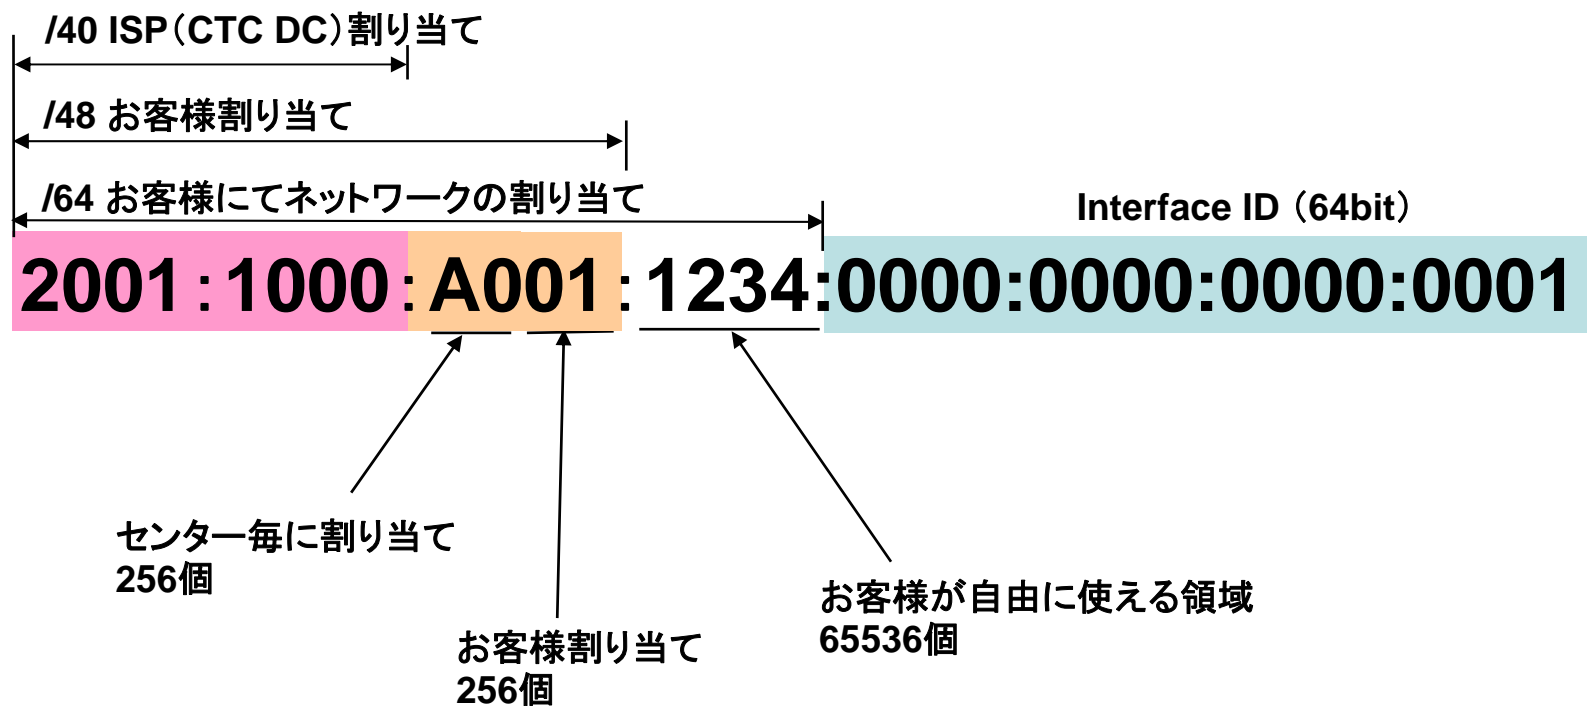 /40 ISP（CTC DC）割り当て
/48 お客様割り当て
/64 お客様にてネットワークの割り当て
Interface ID（64bit）
2001:1000:A001:1234:0000:0000:0000:0001
センター毎に割り当て
256個
お客様割り当て
256個
お客様が自由に使える領域
65536個